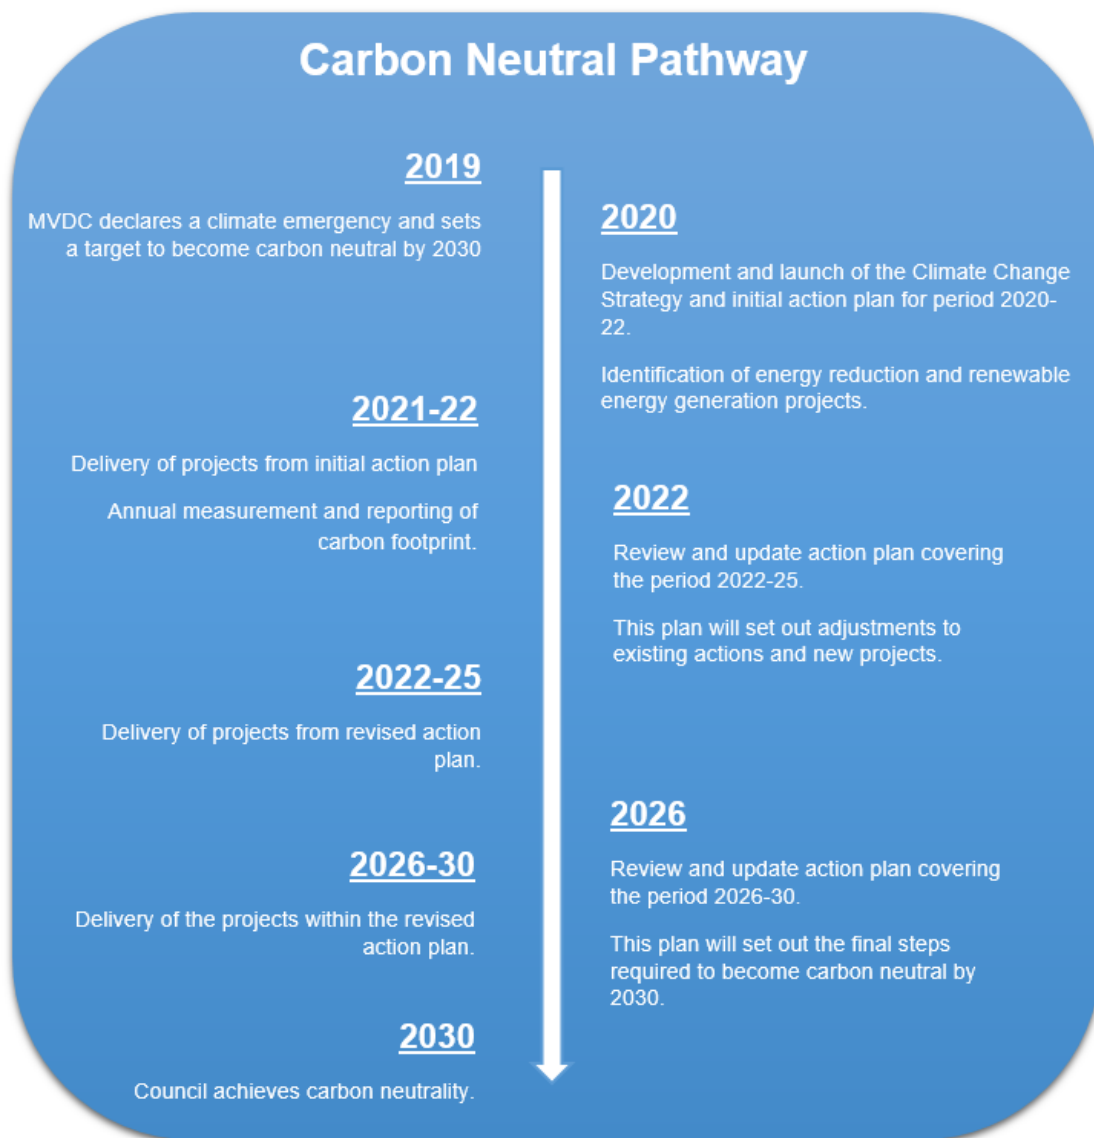 Carbon Neutral Pathway
2019
MVDC declares a climate emergency and sets
a target to become carbon neutral by 2030
2020
Development and launch of the Climate Change
Strategy and initial action plan for period 2020-
22.
Identification of energy reduction and renewable
energy generation projects.
2021-22
Delivery of projects from initial action plan
Annual measurement and reporting of
carbon footprint.
2022
Review and update action plan covering
the period 2022-25.
This plan will set out adjustments to
existing actions and new projects.
2022-25
Delivery of projects from revised action
plan.
2026
Review and update action plan covering
the period 2026-30.
This plan will set out the final steps
required to become carbon neutral by
2030.
2026-30
Delivery of the projects within the revised
action plan.
2030
Council achieves carbon neutrality.